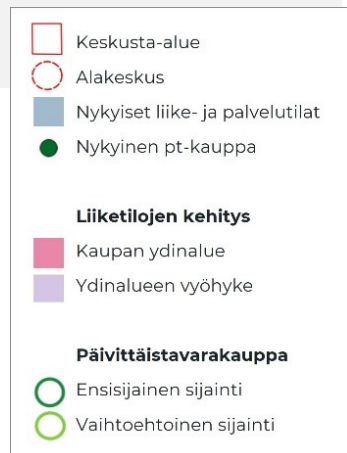 Keskusta-alue
Alakeskus
Nykyiset liike- ja palvelutilat
Nykyinen pt-kauppa
Liiketilojen kehitys
Kaupan ydinalue
Ydinalueen vyöhyke
Päivittäistavarakauppa
Ensisijainen sijainti
Vaihtoehtoinen sijainti